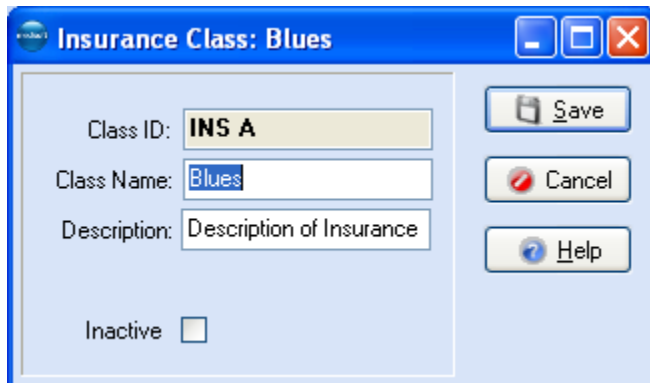 Insurance Class: Blues
Class ID: INS A
Save
Class Name: Blues
Cancel
Description: Description of Insurance
Help
Inactive